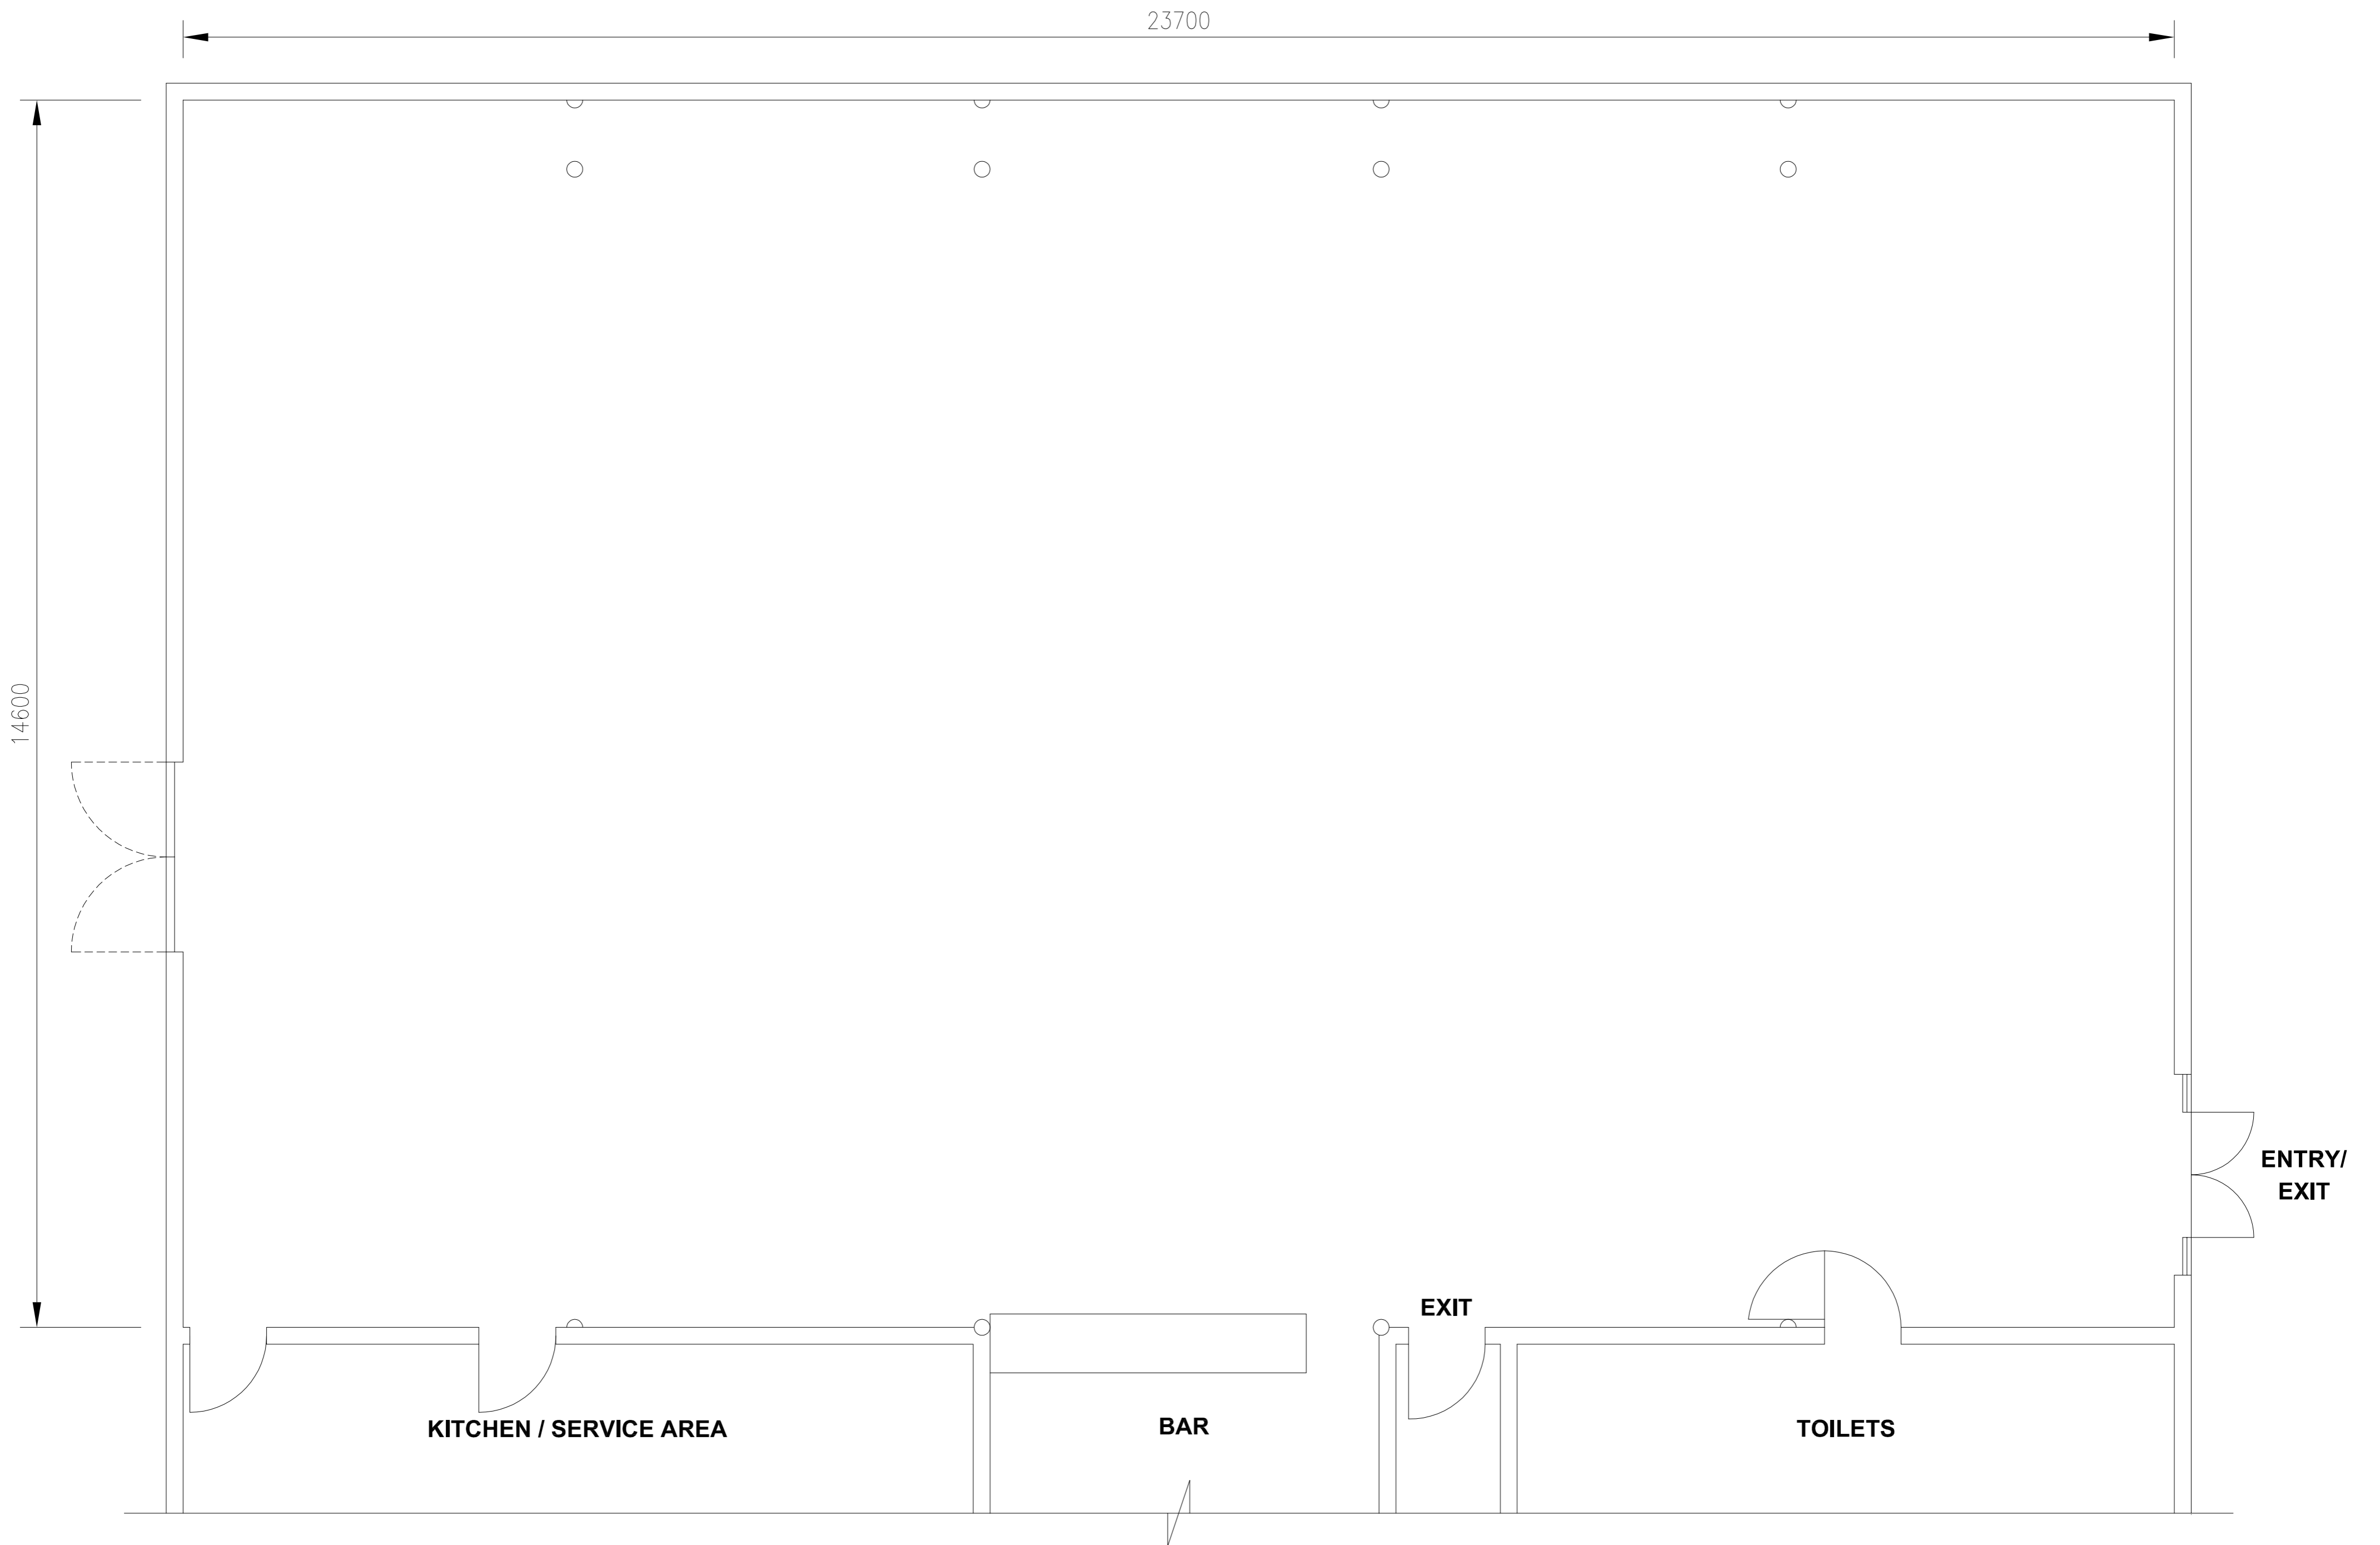 23700
14600
ENTRY/
EXIT
EXIT
KITCHEN / SERVICE AREA
BAR
TOILETS